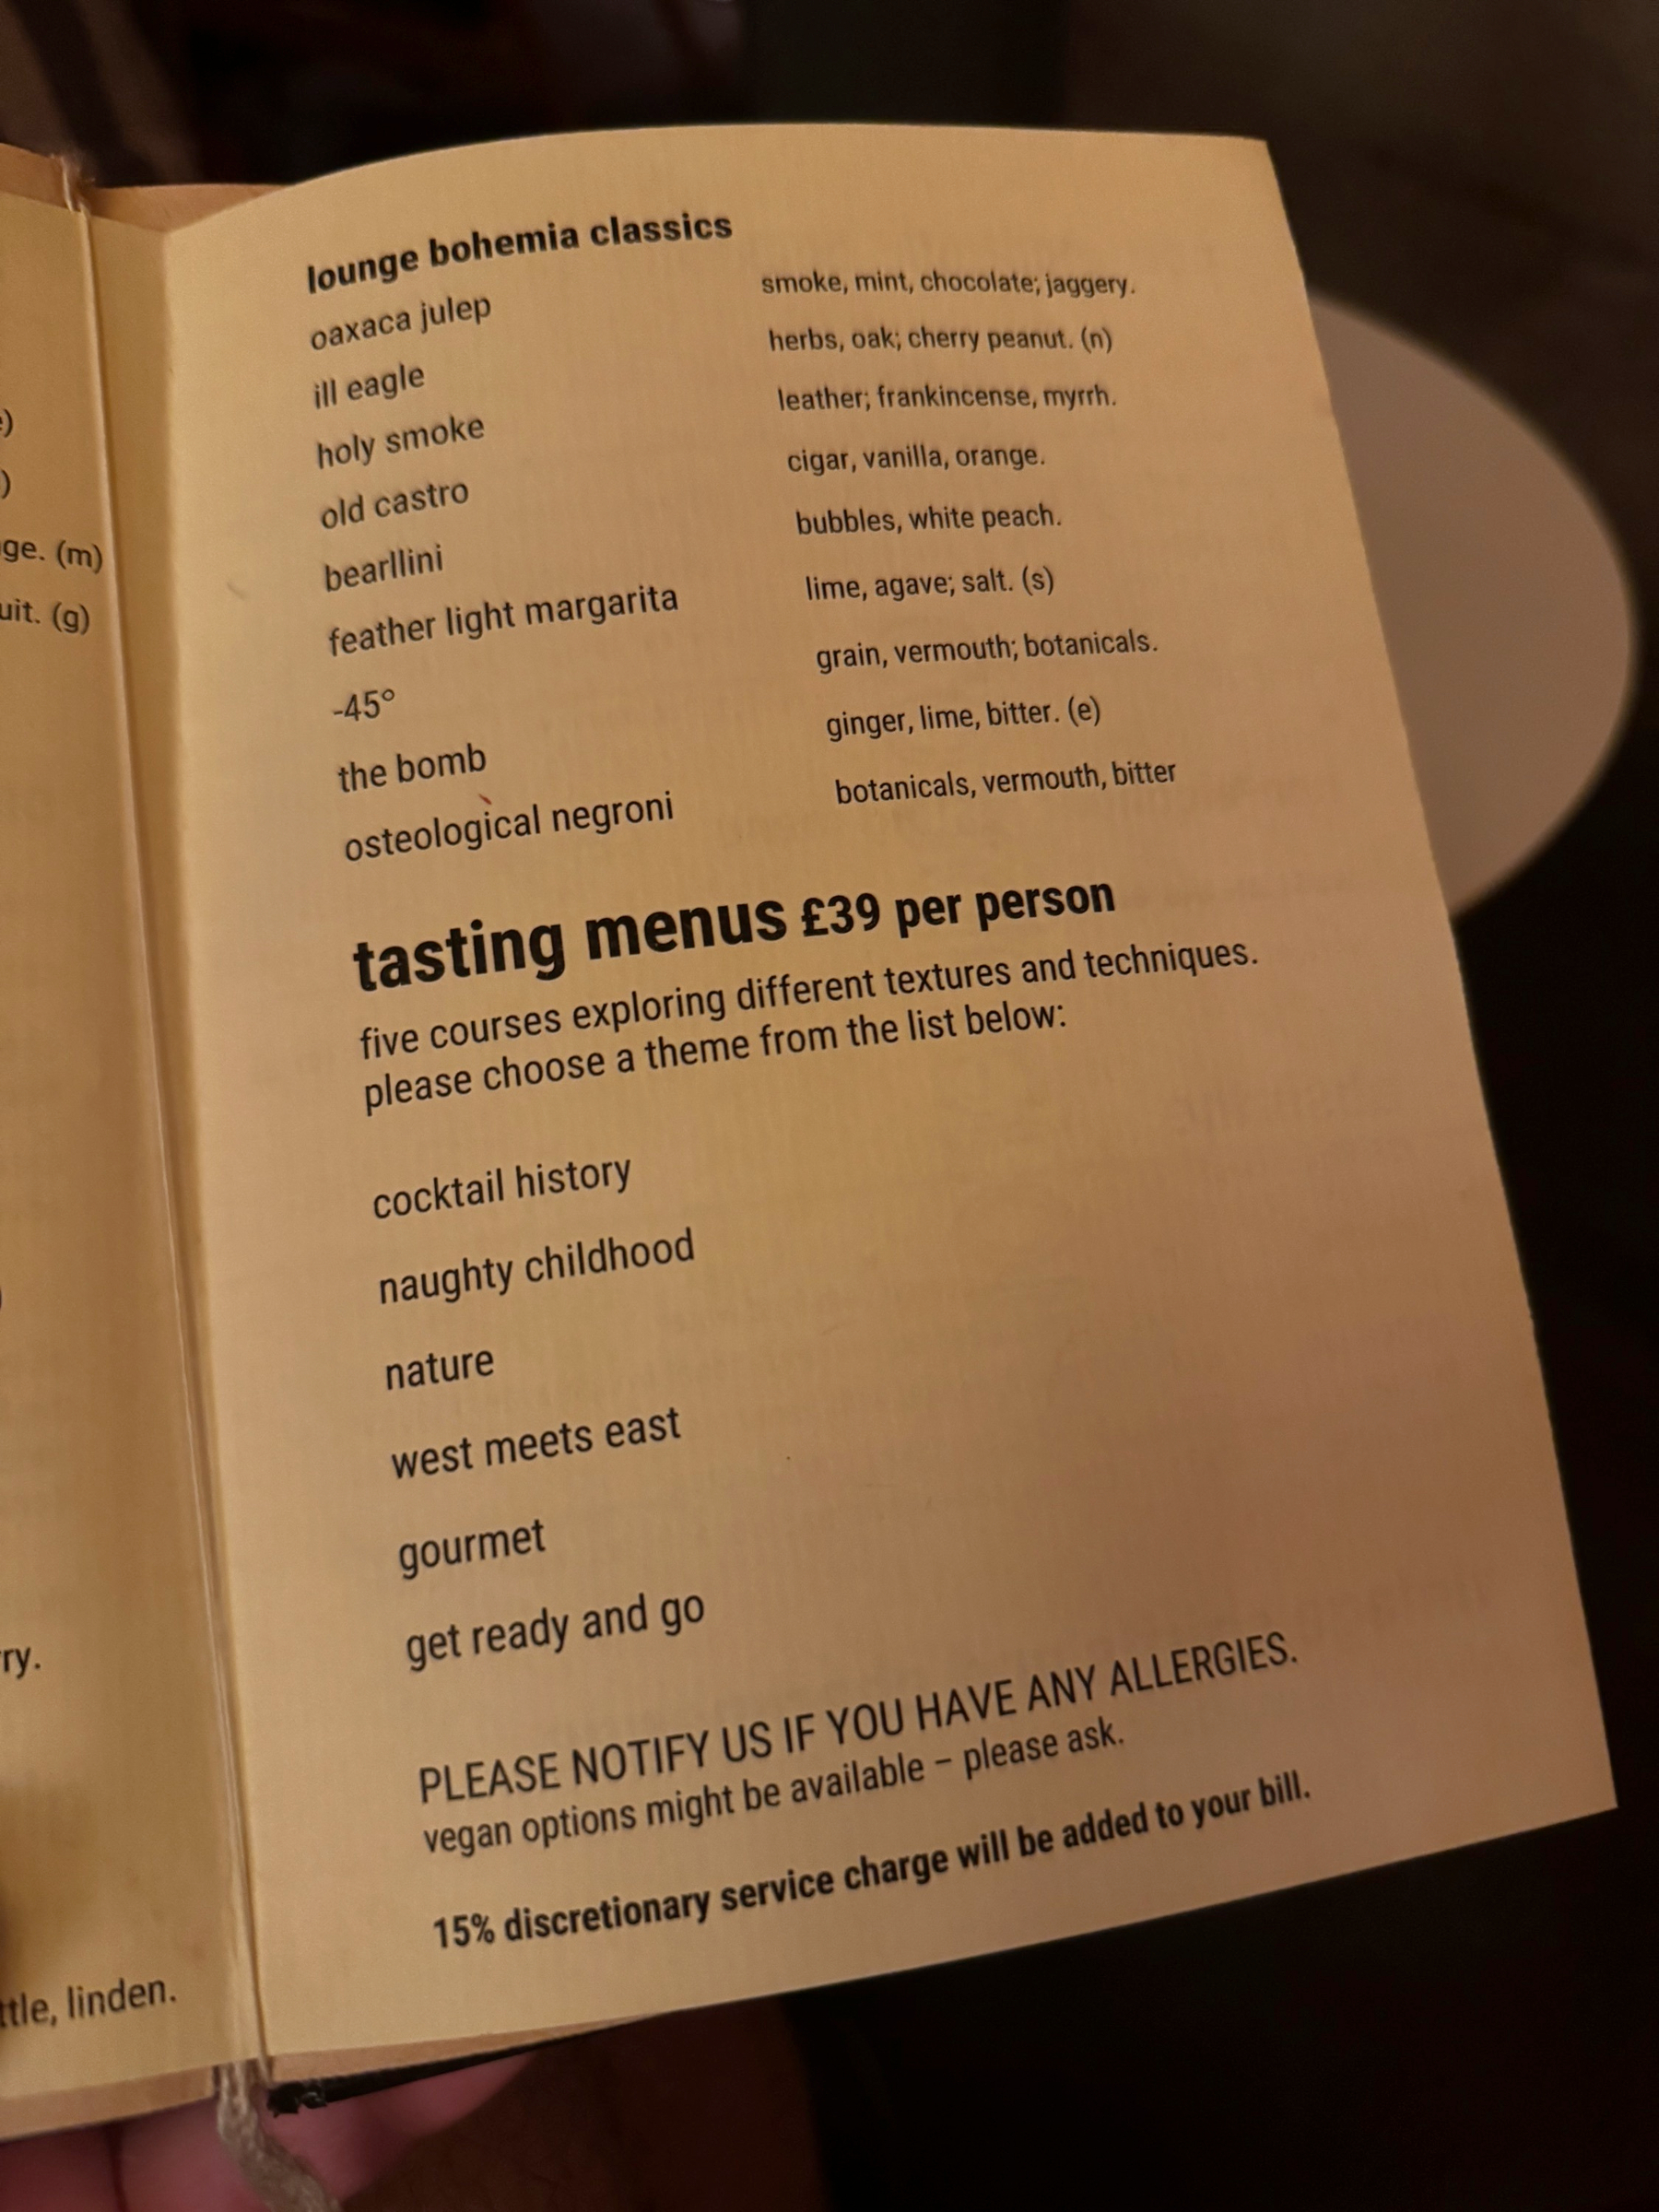 e)
)
ge. (m)
uit. (g)
)
ry.
ttle, linden.
lounge bohemia classics
oaxaca julep smoke, mint, chocolate; jaggery.
ill eagle herbs, oak; cherry peanut. (n)
holy smoke leather; frankincense, myrrh.
old castro cigar, vanilla, orange.
bearllini bubbles, white peach.
feather light margarita lime, agave; salt. (s)
-45° grain, vermouth; botanicals.
the bomb ginger, lime, bitter. (e)
osteological negroni botanicals, vermouth, bitter
tasting menus £39 per person
five courses exploring different textures and techniques.
please choose a theme from the list below:
cocktail history
naughty childhood
nature
west meets east
gourmet
get ready and go
PLEASE NOTIFY US IF YOU HAVE ANY ALLERGIES.
vegan options might be available – please ask.
15% discretionary service charge will be added to your bill.